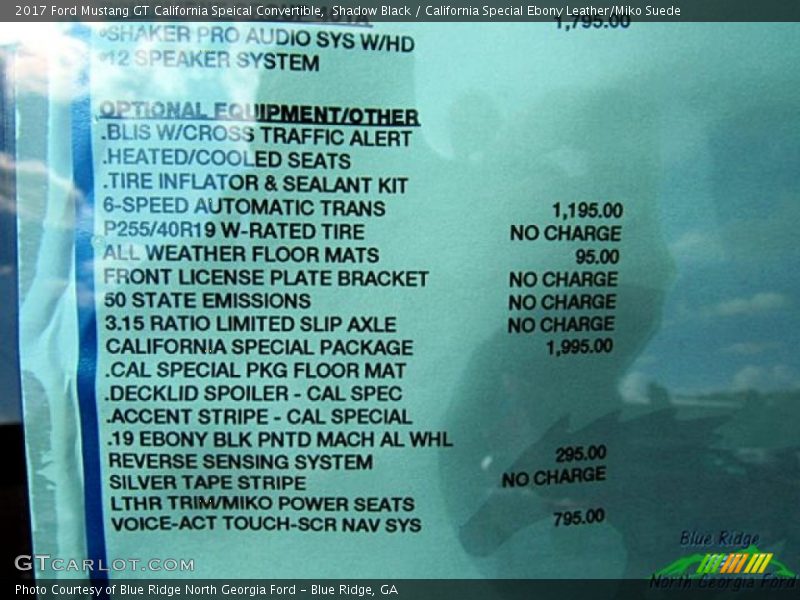 2017 Ford Mustang GT California Speical Convertible, Shadow Black / California Special Ebony Leather/Miko Suede
1,795.00
•SHAKER PRO AUDIO SYS W/HD
•12 SPEAKER SYSTEM
OPTIONAL EQUIPMENT/OTHER
.BLIS W/CROSS TRAFFIC ALERT
.HEATED/COOLED SEATS
.TIRE INFLATOR & SEALANT KIT
6-SPEED AUTOMATIC TRANS 1,195.00
P255/40R19 W-RATED TIRE NO CHARGE
ALL WEATHER FLOOR MATS 95.00
FRONT LICENSE PLATE BRACKET NO CHARGE
50 STATE EMISSIONS NO CHARGE
3.15 RATIO LIMITED SLIP AXLE NO CHARGE
CALIFORNIA SPECIAL PACKAGE 1,995.00
.CAL SPECIAL PKG FLOOR MAT
.DECKLID SPOILER - CAL SPEC
.ACCENT STRIPE - CAL SPECIAL
.19 EBONY BLK PNTD MACH AL WHL
REVERSE SENSING SYSTEM 295.00
SILVER TAPE STRIPE NO CHARGE
LTHR TRIM/MIKO POWER SEATS
VOICE-ACT TOUCH-SCR NAV SYS 795.00
Blue Ridge
North Georgia Ford
GTcarlot.com
Photo Courtesy of Blue Ridge North Georgia Ford – Blue Ridge, GA